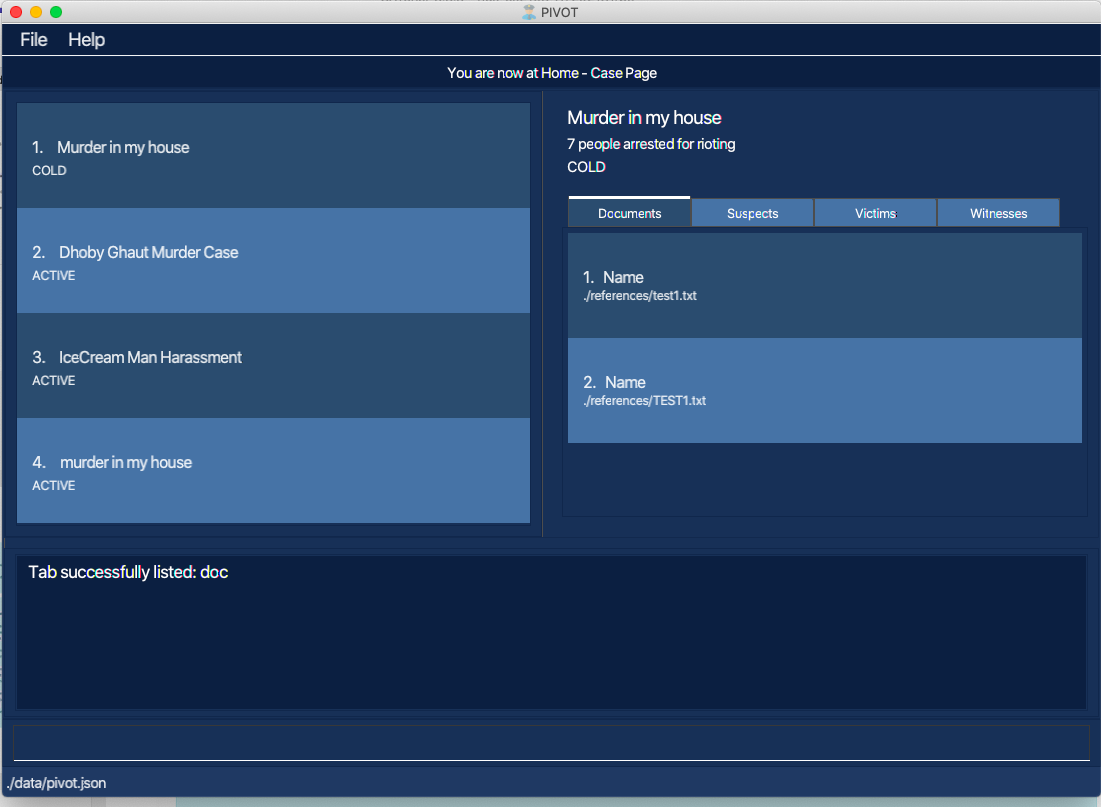 PIVOT
File Help
You are now at Home - Case Page
1. Murder in my house
COLD
2. Dhoby Ghaut Murder Case
ACTIVE
3. IceCream Man Harassment
ACTIVE
4. murder in my house
ACTIVE
Murder in my house
7 people arrested for rioting
COLD
Documents Suspects Victims Witnesses
1. Name
./references/test1.txt
2. Name
./references/TEST1.txt
Tab successfully listed: doc
./data/pivot.json